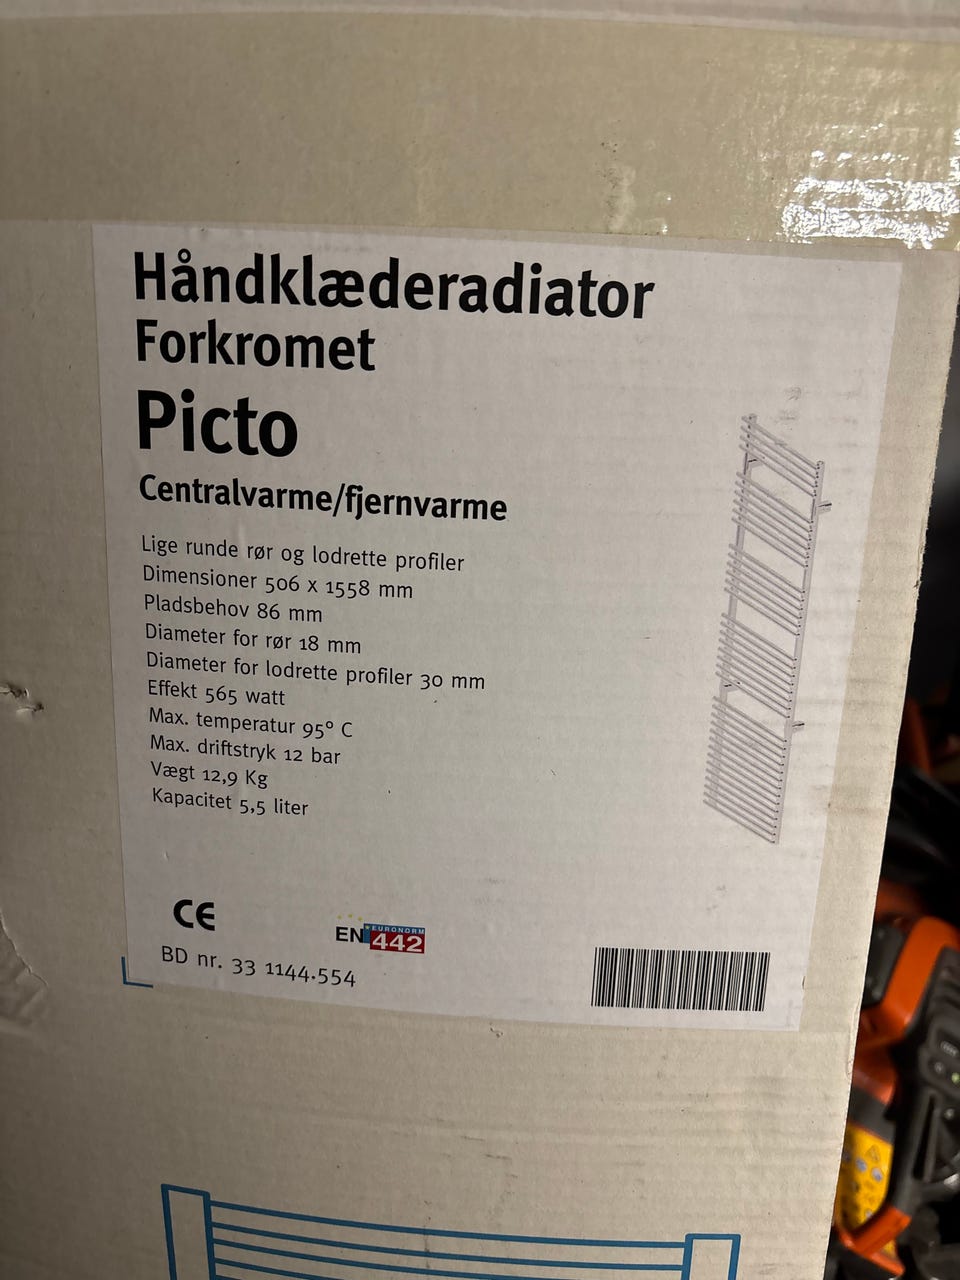 Håndklæderadiator
Forkromet
Picto
Centralvarme/fjernvarme
Lige runde rør og lodrette profiler
Dimensioner 506 x 1558 mm
Pladsbehov 86 mm
Diameter for rør 18 mm
Diameter for lodrette profiler 30 mm
Effekt 565 watt
Max. temperatur 95° C
Max. driftstryk 12 bar
Vægt 12,9 Kg
Kapacitet 5,5 liter
CE
EURONORM
EN 442
BD nr. 33 1144.554